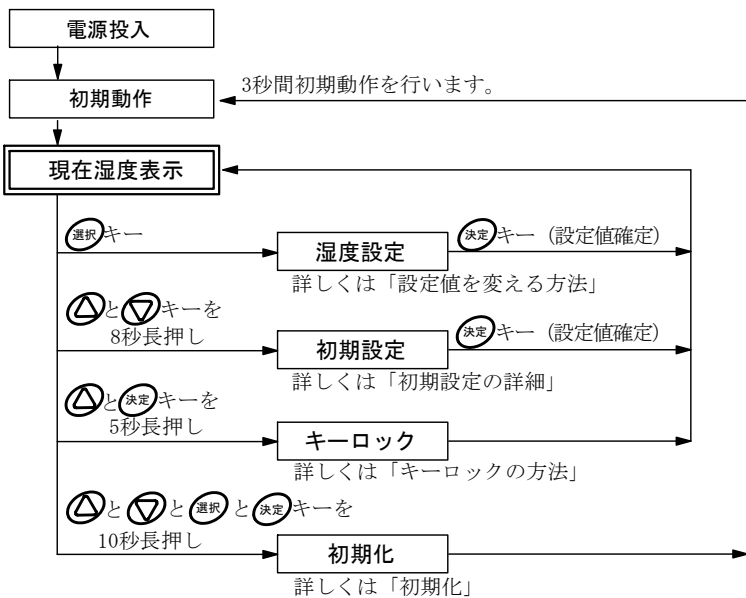 電源投入
初期動作
3秒間初期動作を行います。
現在湿度表示
選択キー
湿度設定
決定キー（設定値確定）
詳しくは「設定値を変える方法」
△と▽キーを
8秒長押し
初期設定
決定キー（設定値確定）
詳しくは「初期設定の詳細」
△と決定キーを
5秒長押し
キーロック
詳しくは「キーロックの方法」
△と▽と選択と決定キーを
10秒長押し
初期化
詳しくは「初期化」